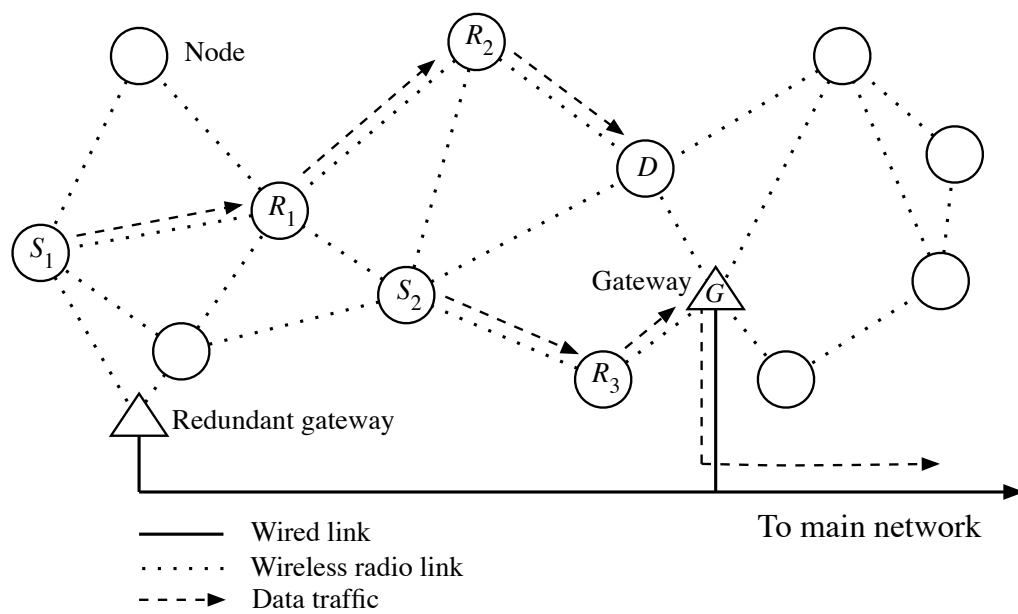 Node
R2
R1
D
S1
Gateway
G
S2
R3
Redundant gateway
To main network
Wired link
Wireless radio link
Data traffic